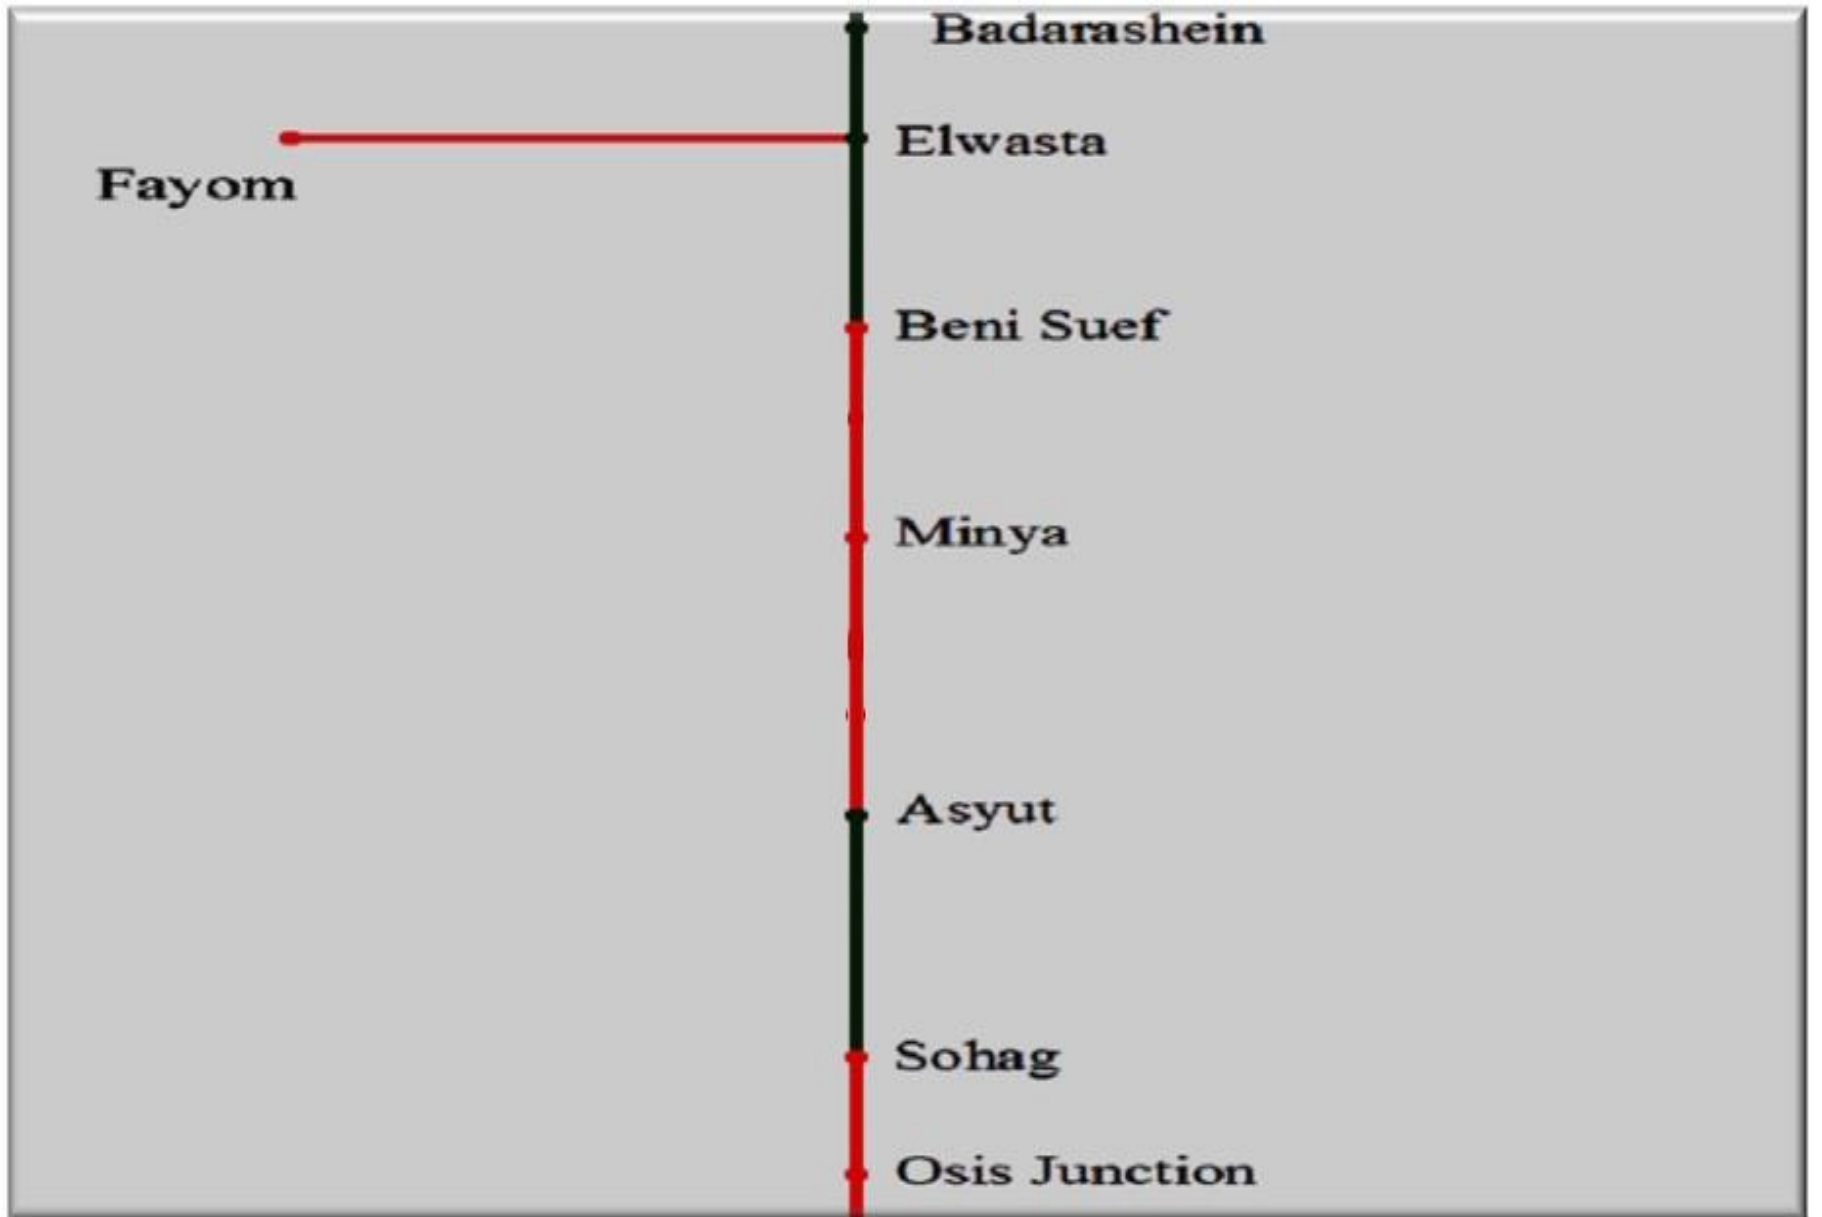 Badarashein
Elwasta
Fayom
Beni Suef
Minya
Asyut
Sohag
Osis Junction